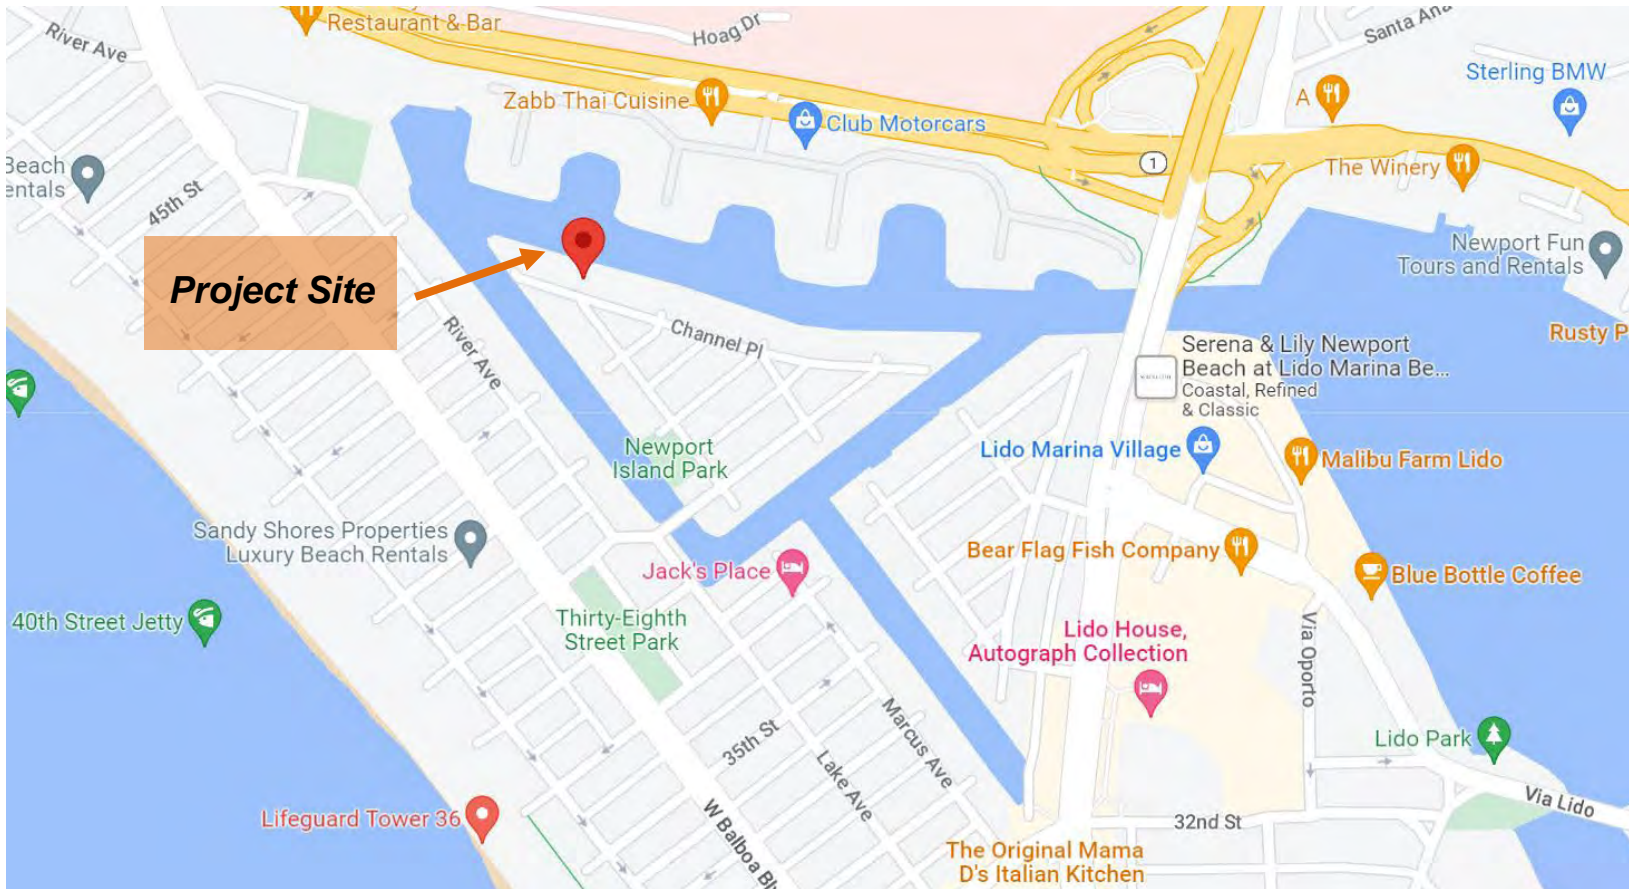 Restaurant & Bar
Hoag Dr
Santa Ana
River Ave
Sterling BMW
Zabb Thai Cuisine
A
Club Motorcars
1
The Winery
Beach
entals
45th St
Newport Fun
Tours and Rentals
Project Site
River Ave
Channel Pl
Rusty P
Serena & Lily Newport
Beach at Lido Marina Be...
Coastal, Refined
& Classic
Newport
Island Park
Lido Marina Village
Malibu Farm Lido
Sandy Shores Properties
Luxury Beach Rentals
Bear Flag Fish Company
Jack's Place
Blue Bottle Coffee
40th Street Jetty
Thirty-Eighth
Street Park
Lido House,
Autograph Collection
Via Oporto
Marcus Ave
35th St
Lake Ave
Lido Park
Via Lido
Lifeguard Tower 36
W Balboa Bl
32nd St
The Original Mama
D's Italian Kitchen